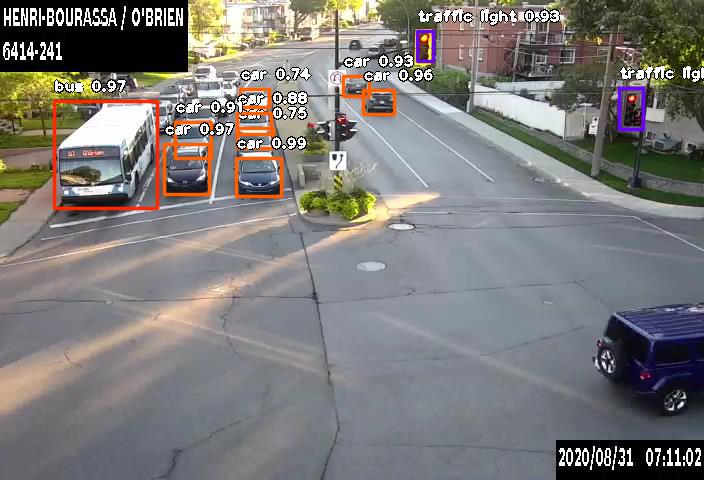 HENRI-BOURASSA / O'BRIEN
6414-241
traffic light 0.93
car 0.93
car 0.74
car 0.96
traffic
bus 0.97
car 0.88
car 0.75
car 0.97
car 0.99
O'Brien
2020/08/31 07:11:02